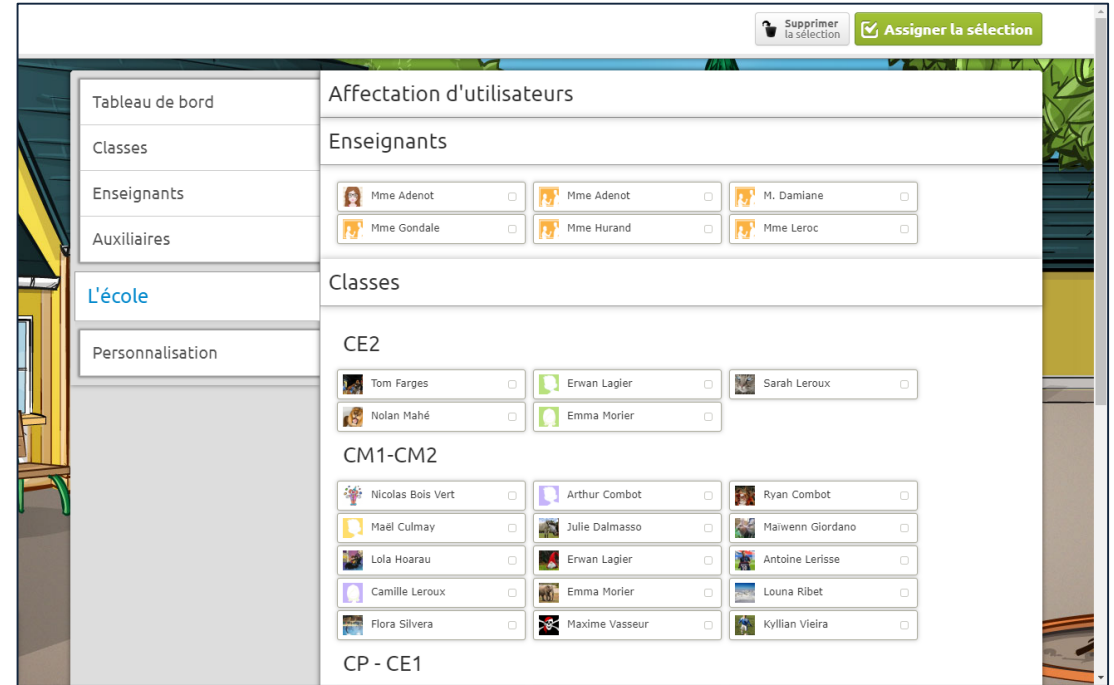 Supprimer
la sélection
Assigner la sélection
Tableau de bord
Classes
Enseignants
Auxiliaires
L'école
Personnalisation
Affectation d'utilisateurs
Enseignants
Mme Adenot Mme Adenot M. Damiane
Mme Gondale Mme Hurand Mme Leroc
Classes
CE2
Tom Farges Erwan Lagier Sarah Leroux
Nolan Mahé Emma Morier
CM1-CM2
Nicolas Bois Vert Arthur Combot Ryan Combot
Maël Culmay Julie Dalmasso Maïwenn Giordano
Lola Hoarau Erwan Lagier Antoine Lerisse
Camille Leroux Emma Morier Louna Ribet
Flora Silvera Maxime Vasseur Kyllian Vieira
CP - CE1